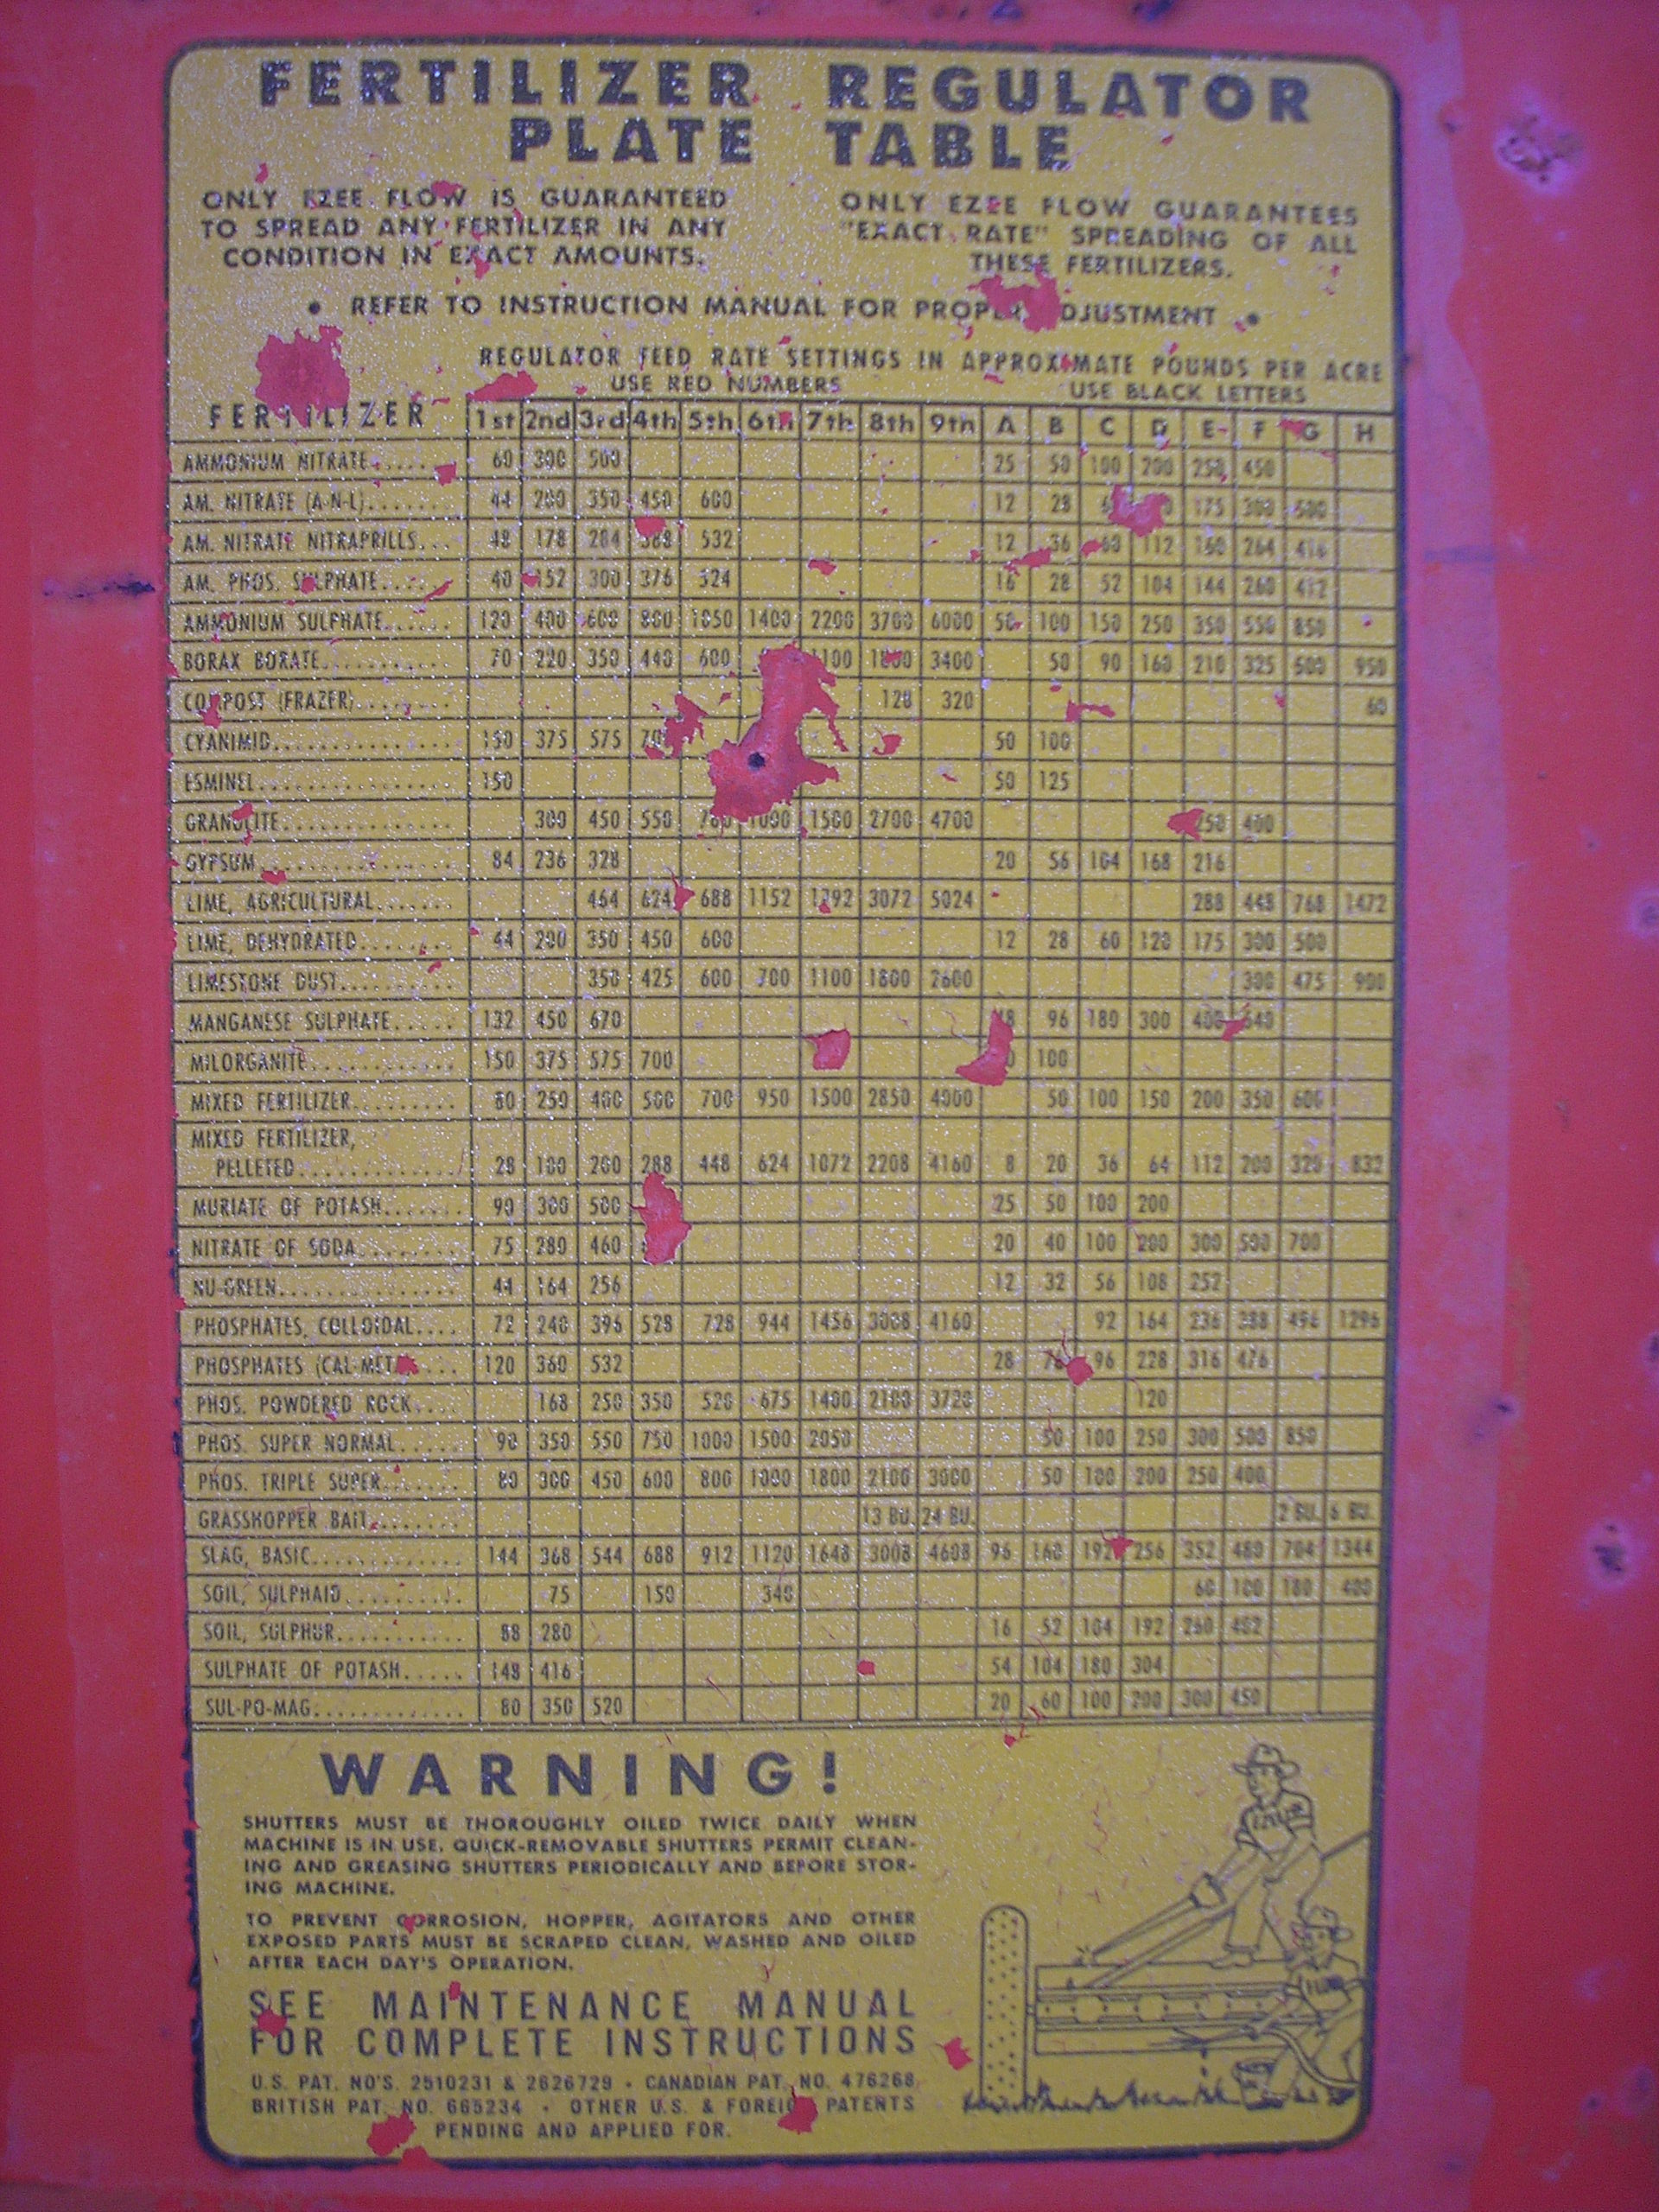 FERTILIZER REGULATOR
PLATE TABLE
ONLY EZEE FLOW IS GUARANTEED
TO SPREAD ANY FERTILIZER IN ANY
CONDITION IN EXACT AMOUNTS.
ONLY EZEE FLOW GUARANTEES
"EXACT RATE" SPREADING OF ALL
THESE FERTILIZERS.
• REFER TO INSTRUCTION MANUAL FOR PROPER ADJUSTMENT •
REGULATOR FEED RATE SETTINGS IN APPROXIMATE POUNDS PER ACRE
USE RED NUMBERS USE BLACK LETTERS
FERTILIZER 1st 2nd 3rd 4th 5th 6th 7th 8th 9th A B C D E F G H
AMMONIUM NITRATE..... 60 300 500 25 50 100 200 250 450
AM. NITRATE (A-N-L)....... 44 200 350 450 600 12 28 175 300 500
AM. NITRATE NITRAPRILLS... 48 178 284 388 532 12 36 60 112 160 264 416
AM. PHOS. SULPHATE..... 40 152 300 376 524 16 28 52 104 144 260 412
AMMONIUM SULPHATE...... 120 400 600 800 1050 1400 2200 3700 6000 50 100 150 250 350 550 850
BORAX BORATE........... 70 220 350 440 600 1100 1800 3400 50 90 160 210 325 500 950
COMPOST (FRAZER)......... 128 320 60
CYANIMID................ 150 375 575 50 100
ESMINEL................. 150 50 125
GRANULITE............... 300 450 550 700 1000 1500 2700 4700 250 400
GYPSUM................. 84 236 328 20 56 104 168 216
LIME, AGRICULTURAL....... 464 624 688 1152 1792 3072 5024 288 448 768 1472
LIME, DEHYDRATED........ 44 200 350 450 600 12 28 60 120 175 300 500
LIMESTONE DUST.......... 350 425 600 700 1100 1800 2600 300 475 900
MANGANESE SULPHATE..... 132 450 670 48 96 180 300 400 640
MILORGANITE............. 150 375 575 700 100
MIXED FERTILIZER......... 80 250 400 500 700 950 1500 2850 4000 50 100 150 200 350 600
MIXED FERTILIZER,
PELLETED.............. 28 100 200 288 448 624 1072 2208 4160 8 20 36 64 112 200 320 832
MURIATE OF POTASH....... 90 300 500 25 50 100 200
NITRATE OF SODA......... 75 280 460 20 40 100 200 300 500 700
NU-GREEN............... 44 164 256 12 32 56 108 252
PHOSPHATES, COLLOIDAL.... 72 240 396 528 728 944 1456 3008 4160 92 164 236 388 496 1296
PHOSPHATES (CAL-META).... 120 360 532 28 76 96 228 316 476
PHOS. POWDERED ROCK.... 168 250 350 520 675 1400 2100 3720 120
PHOS. SUPER NORMAL..... 90 350 550 750 1000 1500 2050 50 100 250 300 500 850
PHOS. TRIPLE SUPER....... 80 300 450 600 800 1000 1800 2100 3000 50 100 200 250 400
GRASSHOPPER BAIT........ 13 BU. 24 BU. 2 BU. 6 BU.
SLAG, BASIC............. 144 368 544 688 912 1120 1648 3008 4608 96 160 192 256 352 480 704 1344
SOIL, SULPHAID........... 75 150 340 60 100 180 400
SOIL, SULPHUR........... 88 280 16 52 104 192 260 452
SULPHATE OF POTASH..... 148 416 54 104 180 304
SUL-PO-MAG............. 80 350 520 20 60 100 200 300 450
WARNING!
SHUTTERS MUST BE THOROUGHLY OILED TWICE DAILY WHEN
MACHINE IS IN USE. QUICK-REMOVABLE SHUTTERS PERMIT CLEAN-
ING AND GREASING SHUTTERS PERIODICALLY AND BEFORE STOR-
ING MACHINE.
TO PREVENT CORROSION, HOPPER, AGITATORS AND OTHER
EXPOSED PARTS MUST BE SCRAPED CLEAN, WASHED AND OILED
AFTER EACH DAY'S OPERATION.
SEE MAINTENANCE MANUAL
FOR COMPLETE INSTRUCTIONS
U.S. PAT. NO'S. 2510231 & 2626729 • CANADIAN PAT. NO. 476268
BRITISH PAT. NO. 665234 • OTHER U.S. & FOREIGN PATENTS
PENDING AND APPLIED FOR.